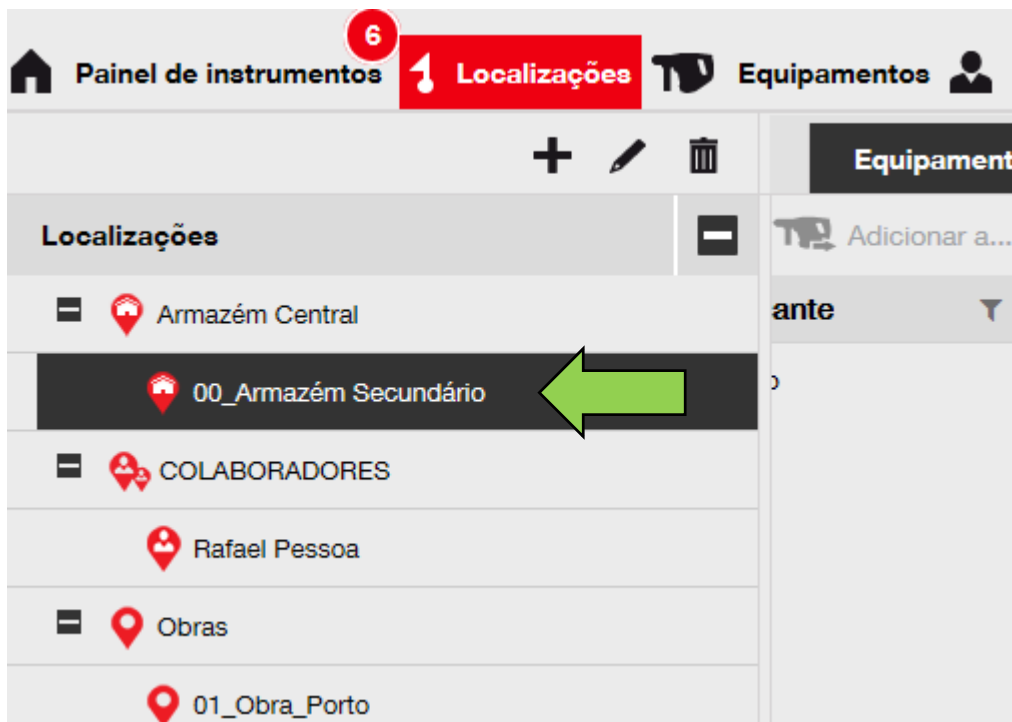 6
Painel de instrumentos Localizações Equipamentos
Equipament
Localizações
Adicionar a...
Armazém Central
ante
00_Armazém Secundário
COLABORADORES
Rafael Pessoa
Obras
01_Obra_Porto